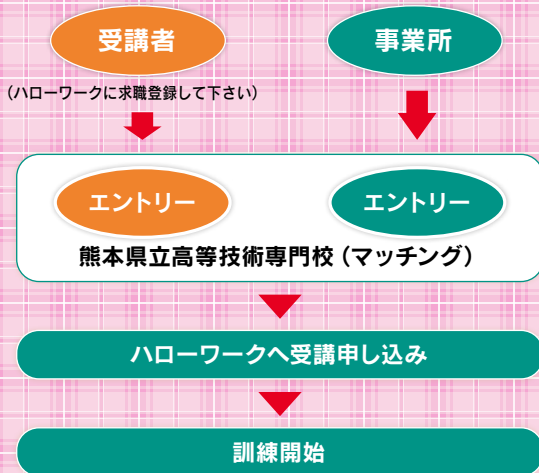 受講者
事業所
（ハローワークに求職登録して下さい）
エントリー
エントリー
熊本県立高等技術専門校（マッチング）
ハローワークへ受講申し込み
訓練開始